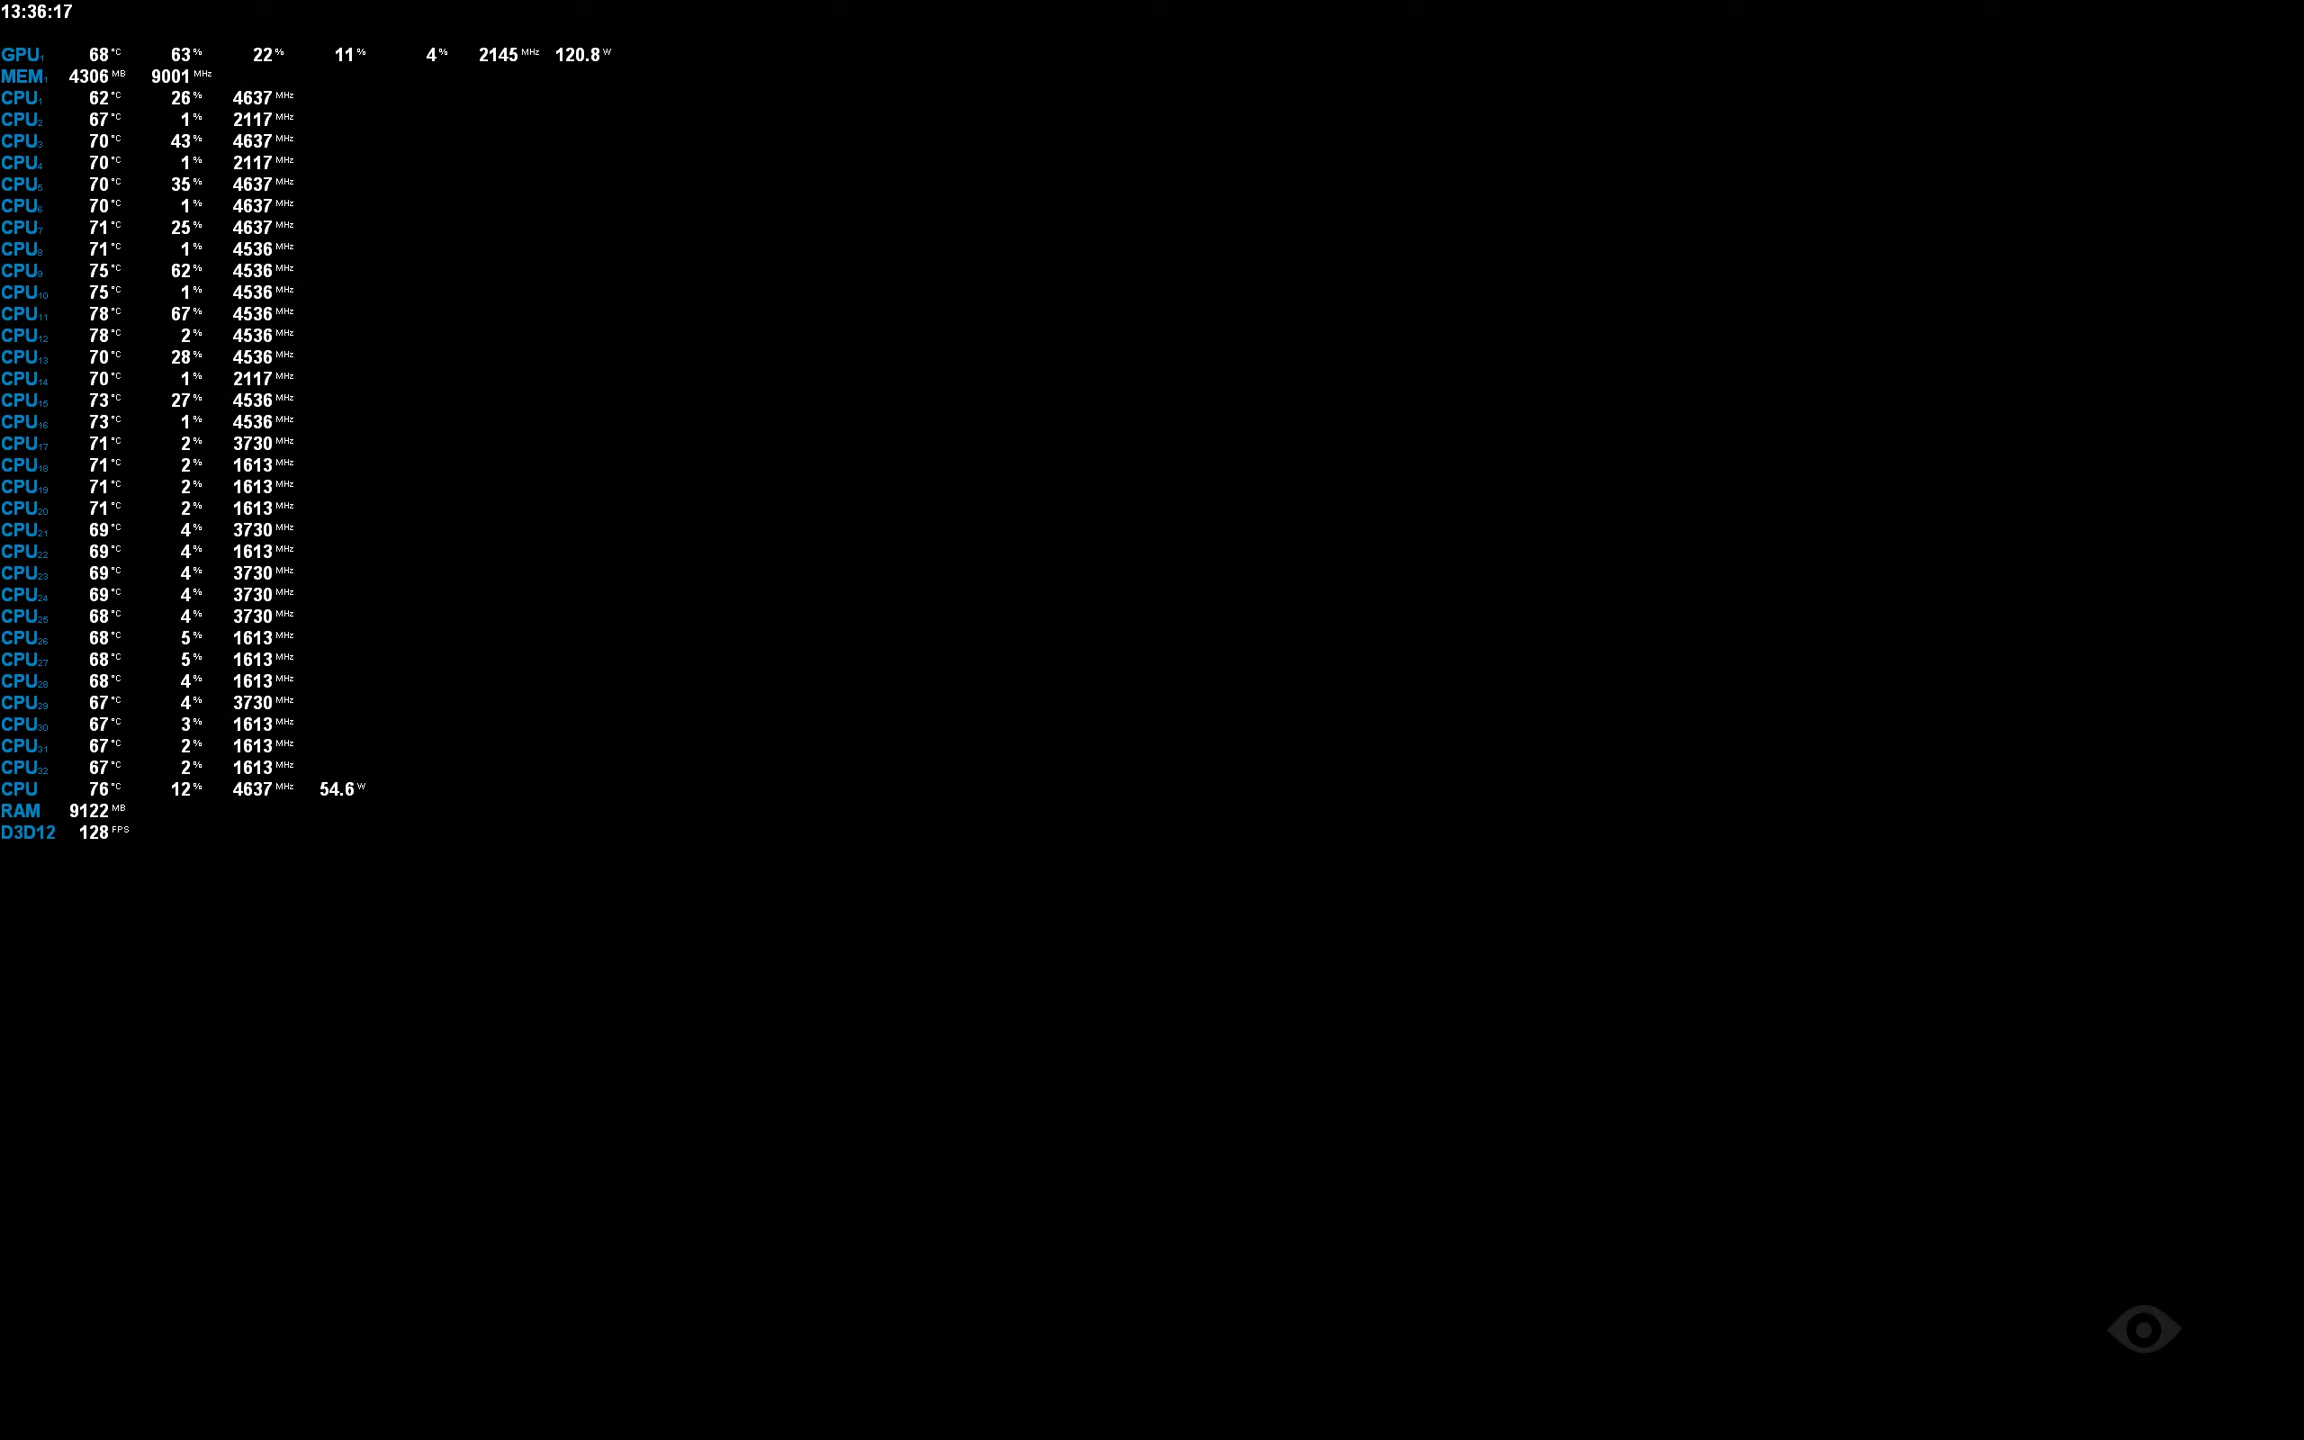 13:36:17
GPU1 68 °C 63 % 22 % 11 % 4 % 2145 MHz 120.8 W
MEM1 4306 MB 9001 MHz
CPU1 62 °C 26 % 4637 MHz
CPU2 67 °C 1 % 2117 MHz
CPU3 70 °C 43 % 4637 MHz
CPU4 70 °C 1 % 2117 MHz
CPU5 70 °C 35 % 4637 MHz
CPU6 70 °C 1 % 4637 MHz
CPU7 71 °C 25 % 4637 MHz
CPU8 71 °C 1 % 4536 MHz
CPU9 75 °C 62 % 4536 MHz
CPU10 75 °C 1 % 4536 MHz
CPU11 78 °C 67 % 4536 MHz
CPU12 78 °C 2 % 4536 MHz
CPU13 70 °C 28 % 4536 MHz
CPU14 70 °C 1 % 2117 MHz
CPU15 73 °C 27 % 4536 MHz
CPU16 73 °C 1 % 4536 MHz
CPU17 71 °C 2 % 3730 MHz
CPU18 71 °C 2 % 1613 MHz
CPU19 71 °C 2 % 1613 MHz
CPU20 71 °C 2 % 1613 MHz
CPU21 69 °C 4 % 3730 MHz
CPU22 69 °C 4 % 1613 MHz
CPU23 69 °C 4 % 3730 MHz
CPU24 69 °C 4 % 3730 MHz
CPU25 68 °C 4 % 3730 MHz
CPU26 68 °C 5 % 1613 MHz
CPU27 68 °C 5 % 1613 MHz
CPU28 68 °C 4 % 1613 MHz
CPU29 67 °C 4 % 3730 MHz
CPU30 67 °C 3 % 1613 MHz
CPU31 67 °C 2 % 1613 MHz
CPU32 67 °C 2 % 1613 MHz
CPU 76 °C 12 % 4637 MHz 54.6 W
RAM 9122 MB
D3D12 128 FPS